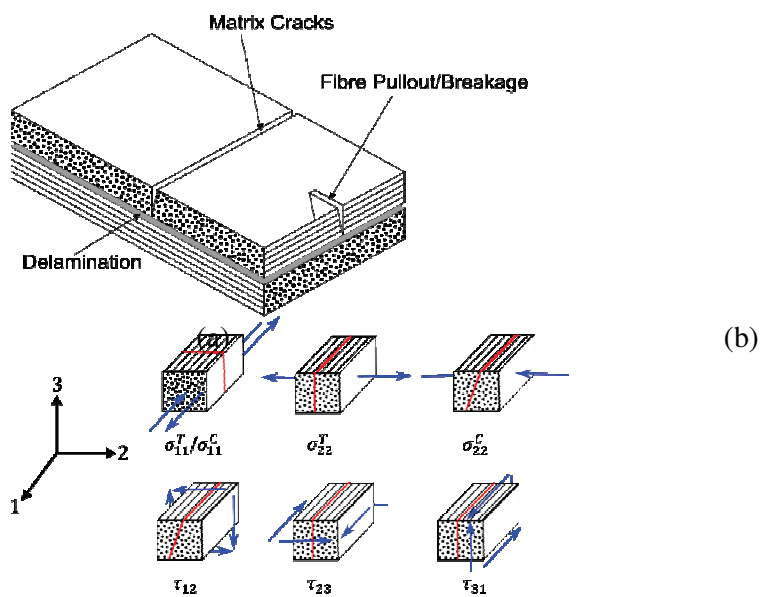 Matrix Cracks
Fibre Pullout/Breakage
Delamination
(a)
(b)
3
2
1
σ₁₁ᵀ/σ₁₁ᶜ
σ₂₂ᵀ
σ₂₂ᶜ
τ₁₂
τ₂₃
τ₃₁